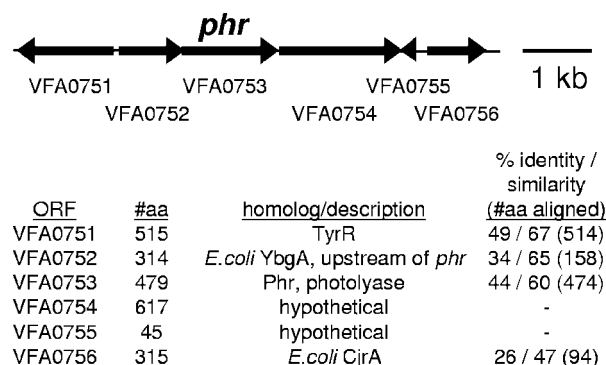 phr
VFA0751 VFA0753 VFA0755 1 kb
VFA0752 VFA0754 VFA0756
% identity /
similarity
ORF #aa homolog/description (#aa aligned)
VFA0751 515 TyrR 49 / 67 (514)
VFA0752 314 E.coli YbgA, upstream of phr 34 / 65 (158)
VFA0753 479 Phr, photolyase 44 / 60 (474)
VFA0754 617 hypothetical -
VFA0755 45 hypothetical -
VFA0756 315 E.coli CirA 26 / 47 (94)